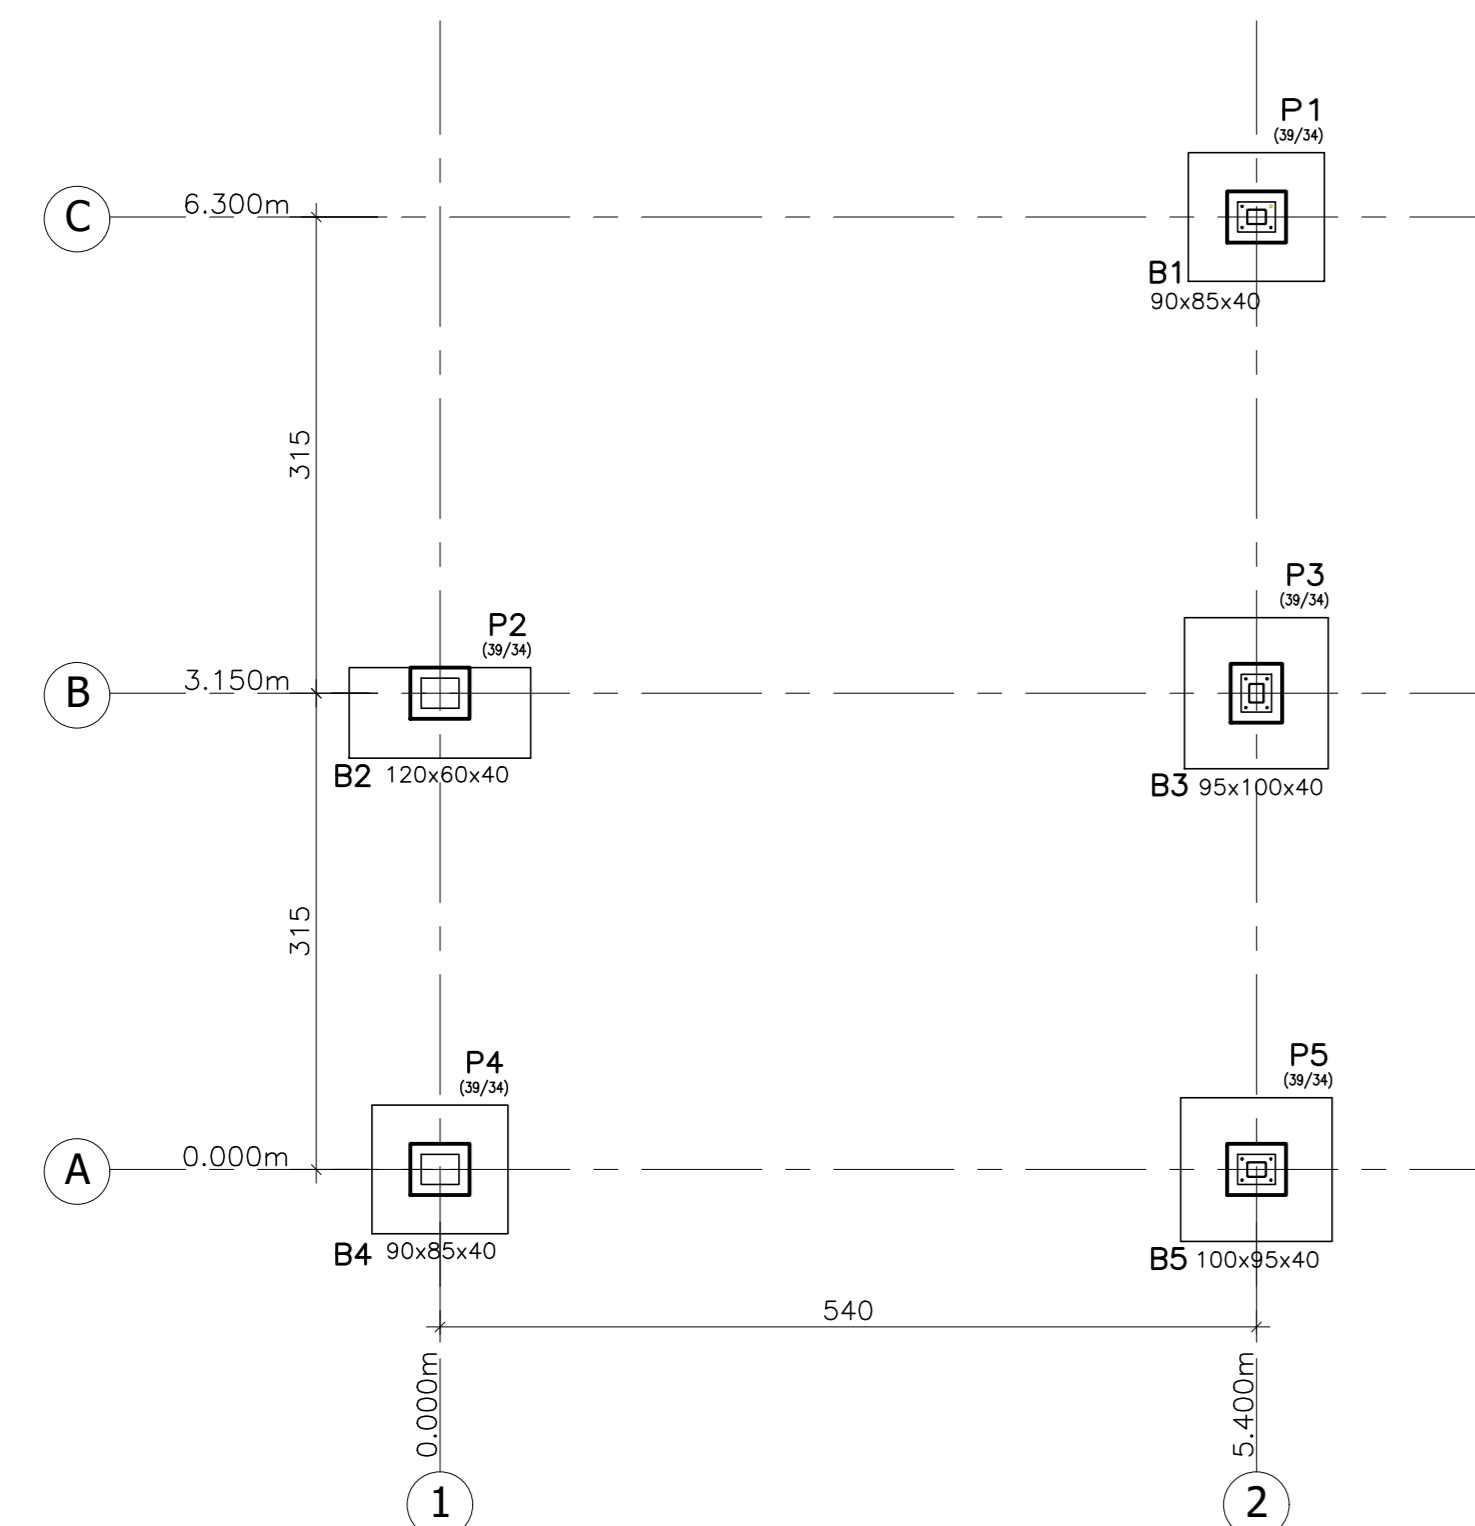 P1
(39/34)
C
6.300m
B1
90x85x40
315
P3
(39/34)
P2
(39/34)
B
3.150m
B2 120x60x40
B3 95x100x40
315
P5
(39/34)
P4
(39/34)
A
0.000m
B4 90x85x40
B5 100x95x40
540
0.000m
5.400m
1
2